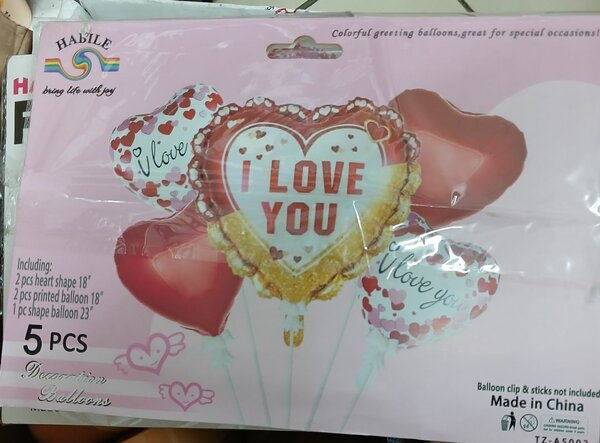 Colorful greeting balloons,great for special occasions!
HABILE
bring life with joy
i love
I LOVE
YOU
i love you
Including:
2 pcs heart shape 18"
2 pcs printed balloon 18"
1 pc shape balloon 23"
5 PCS
Decoration
Balloons
Balloon clip & sticks not included
Made in China
WARNING: